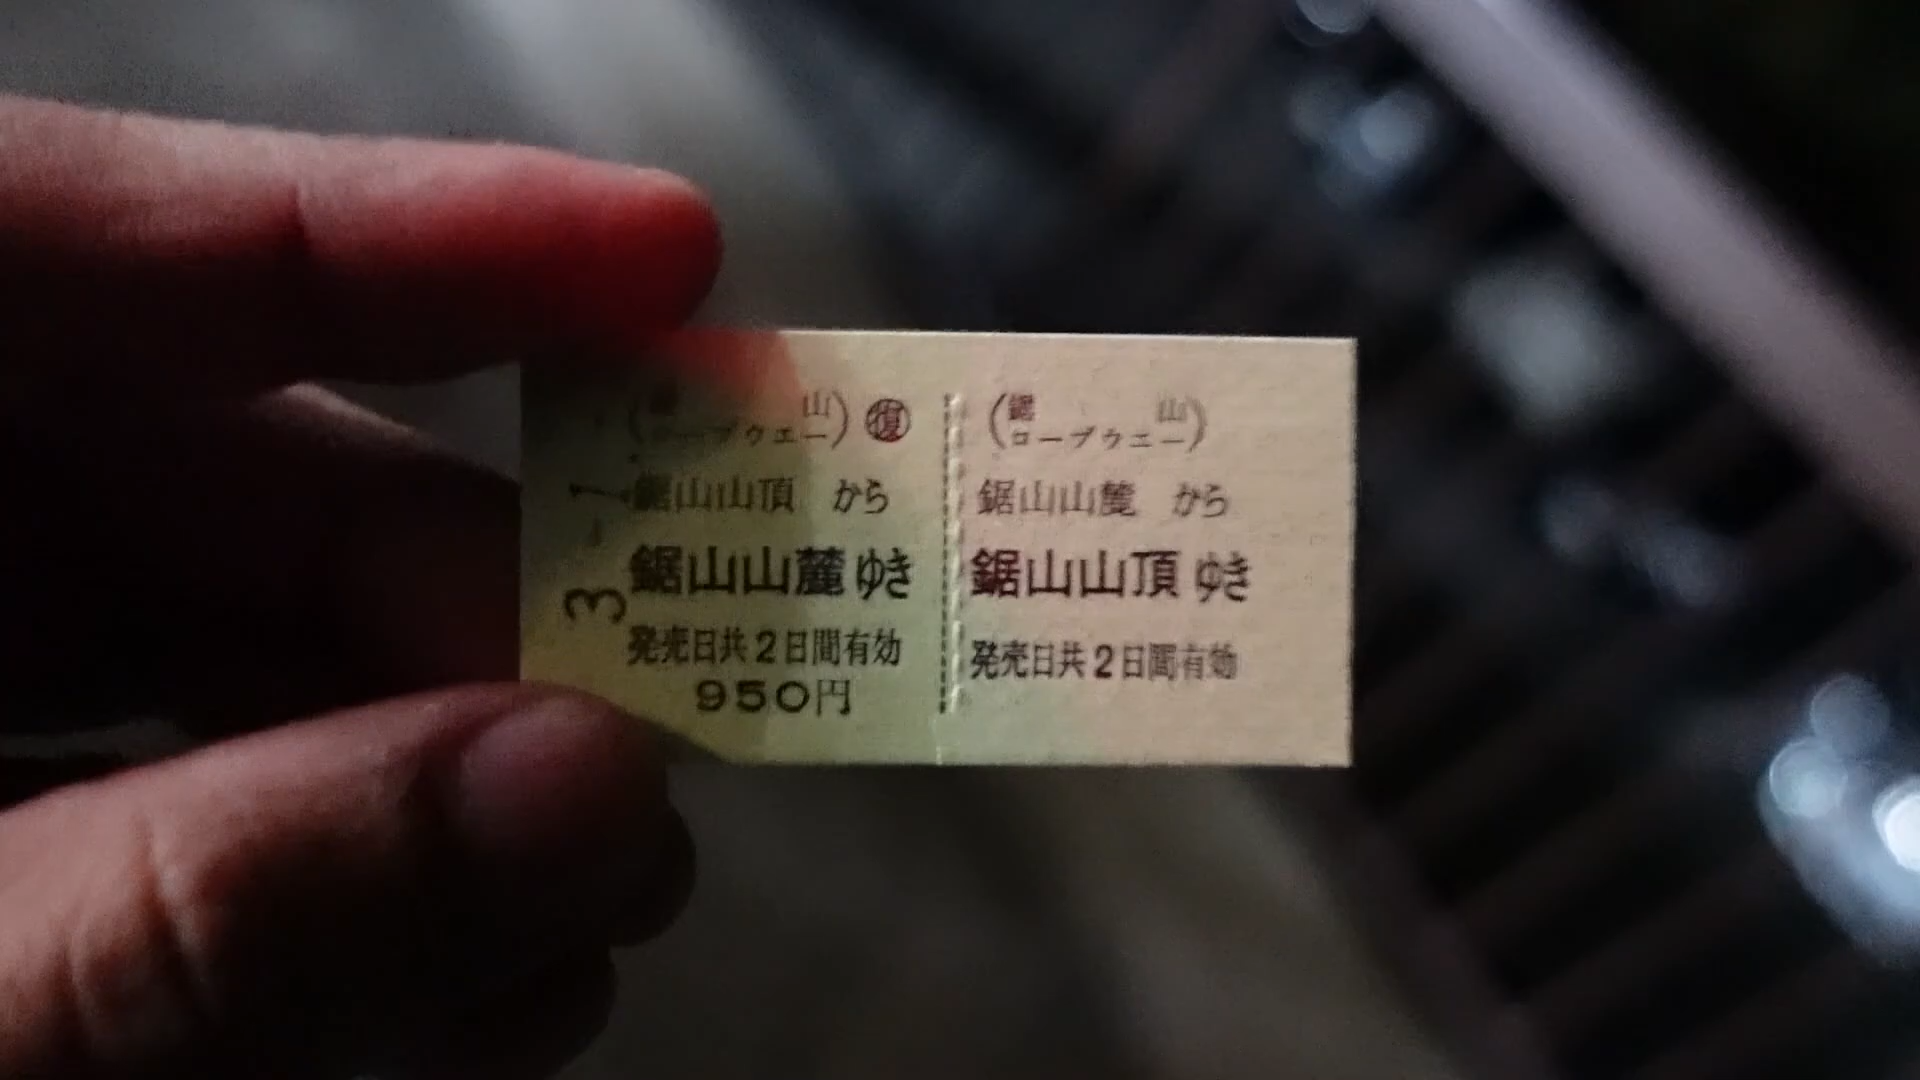 (鋸山
ロープウエー) ㊝復
鋸山山頂 から
鋸山山麓ゆき
発売日共2日間有効
950円
3
(鋸山
ロープウエー)
鋸山山麓 から
鋸山山頂ゆき
発売日共2日間有効